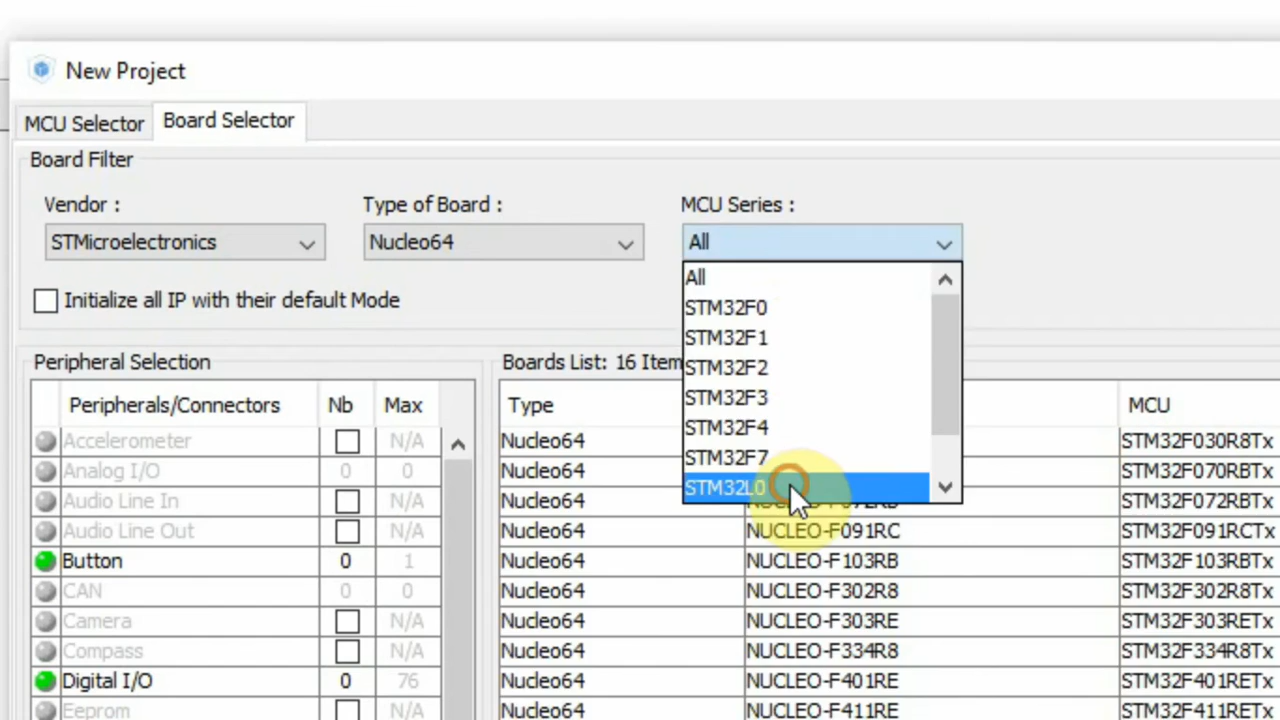 New Project
MCU Selector Board Selector
Board Filter
Vendor : Type of Board : MCU Series :
STMicroelectronics Nucleo64 All
All
STM32F0
STM32F1
STM32F2
STM32F3
STM32F4
STM32F7
STM32L0
Initialize all IP with their default Mode
Peripheral Selection Boards List: 16 Item
Peripherals/Connectors Nb Max Type MCU
Accelerometer N/A Nucleo64 STM32F030R8Tx
Analog I/O 0 0 Nucleo64 STM32F070RBTx
Audio Line In N/A Nucleo64 STM32F072RBTx
Audio Line Out N/A Nucleo64 NUCLEO-F091RC STM32F091RCTx
Button 0 1 Nucleo64 NUCLEO-F103RB STM32F103RBTx
CAN 0 0 Nucleo64 NUCLEO-F302R8 STM32F302R8Tx
Camera N/A Nucleo64 NUCLEO-F303RE STM32F303RETx
Compass N/A Nucleo64 NUCLEO-F334R8 STM32F334R8Tx
Digital I/O 0 76 Nucleo64 NUCLEO-F401RE STM32F401RETx
Eeprom N/A Nucleo64 NUCLEO-F411RE STM32F411RETx